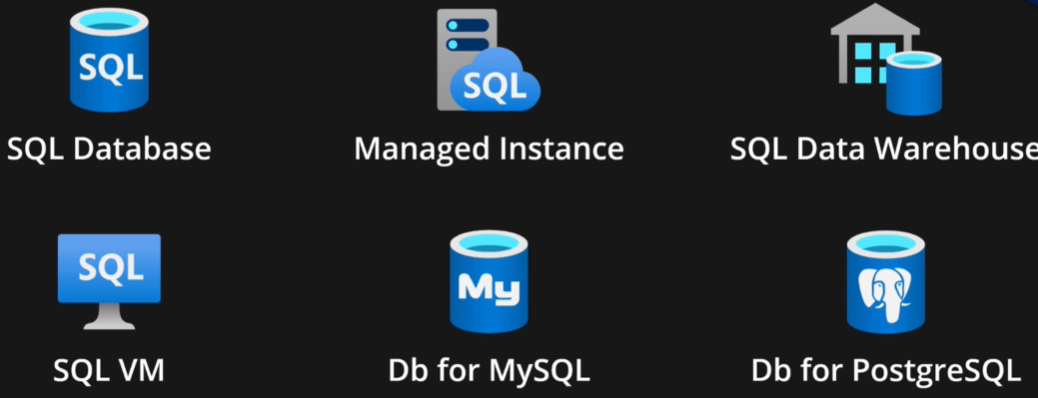 SQL
SQL
SQL Database
Managed Instance
SQL Data Warehouse
SQL
My
SQL VM
Db for MySQL
Db for PostgreSQL